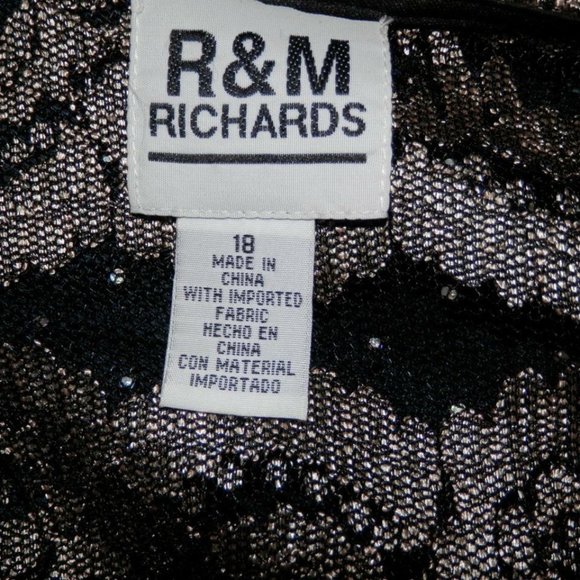 R&M
RICHARDS
18
MADE IN
CHINA
WITH IMPORTED
FABRIC
HECHO EN
CHINA
CON MATERIAL
IMPORTADO